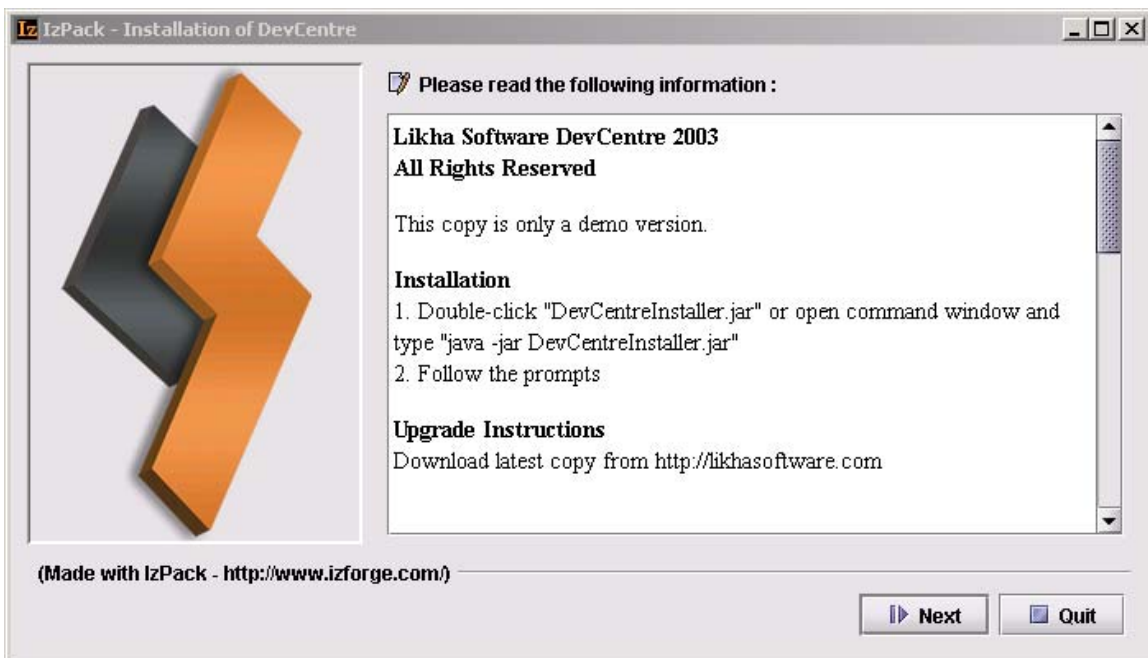 Iz IzPack - Installation of DevCentre
Please read the following information :
Likha Software DevCentre 2003
All Rights Reserved
This copy is only a demo version.
Installation
1. Double-click "DevCentreInstaller.jar" or open command window and
type "java -jar DevCentreInstaller.jar"
2. Follow the prompts
Upgrade Instructions
Download latest copy from http://likhasoftware.com
(Made with IzPack - http://www.izforge.com/)
Next
Quit